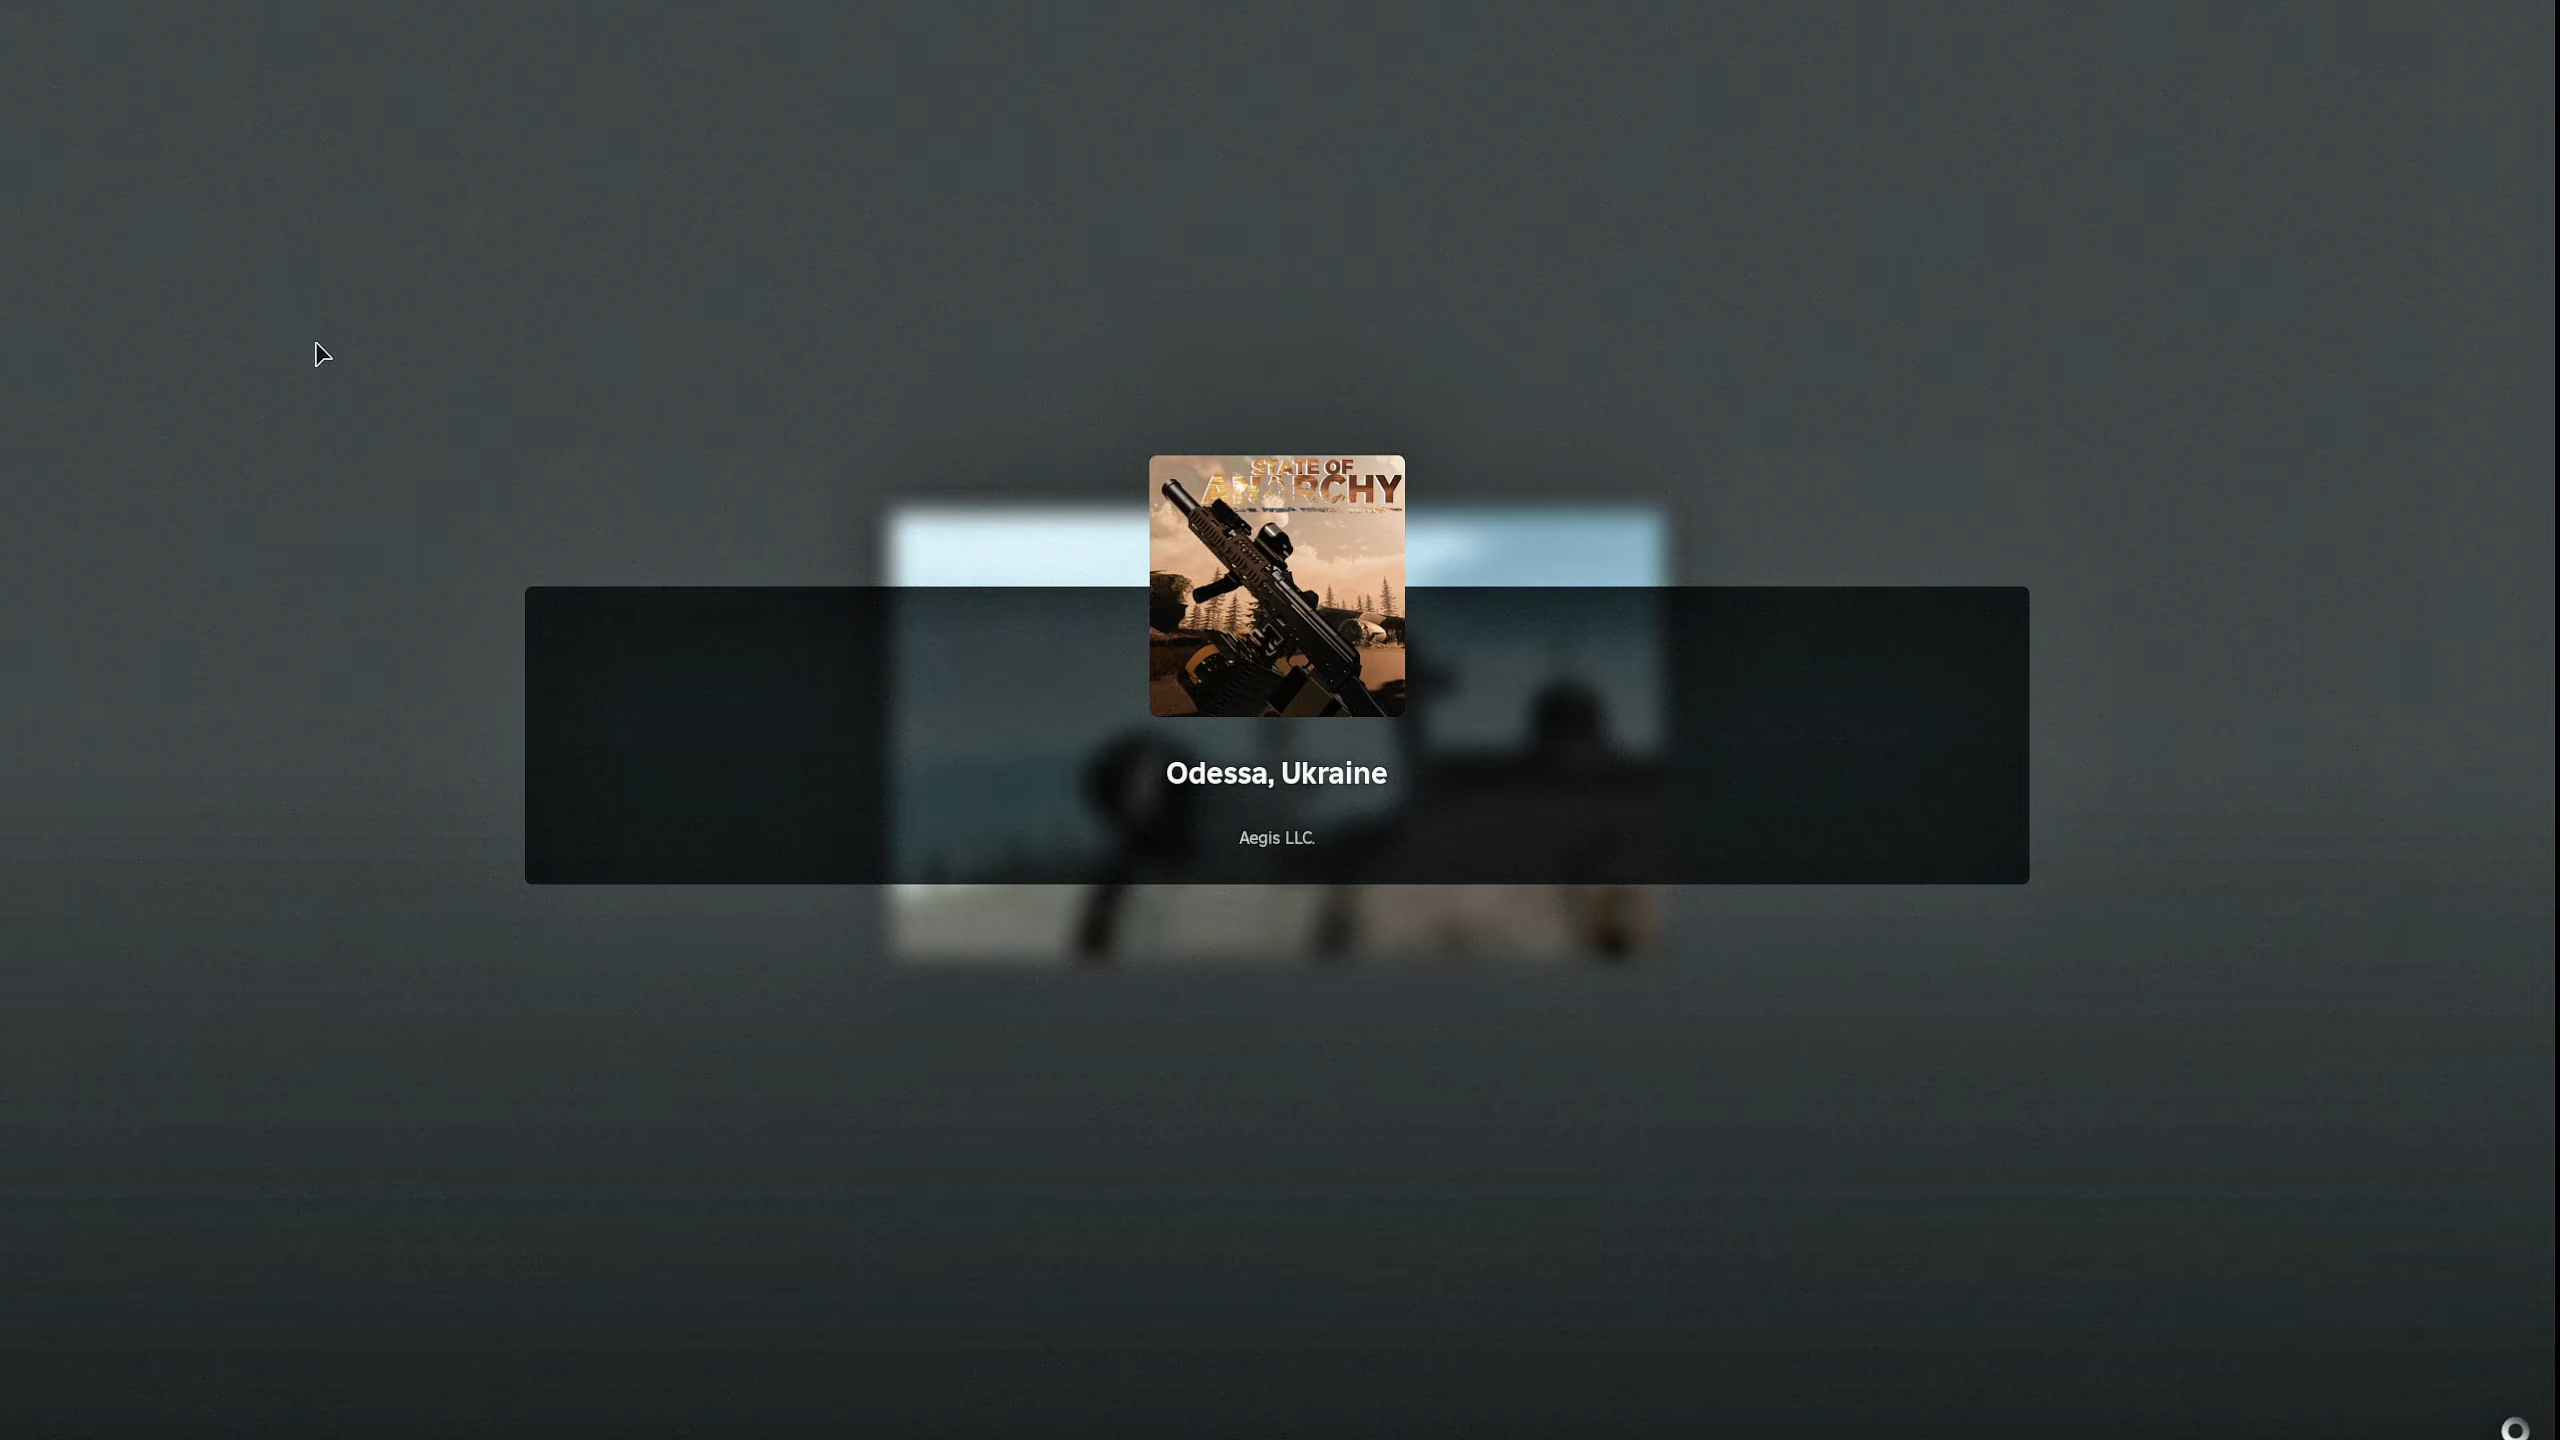 STATE OF
ANARCHY
Odessa, Ukraine
Aegis LLC.